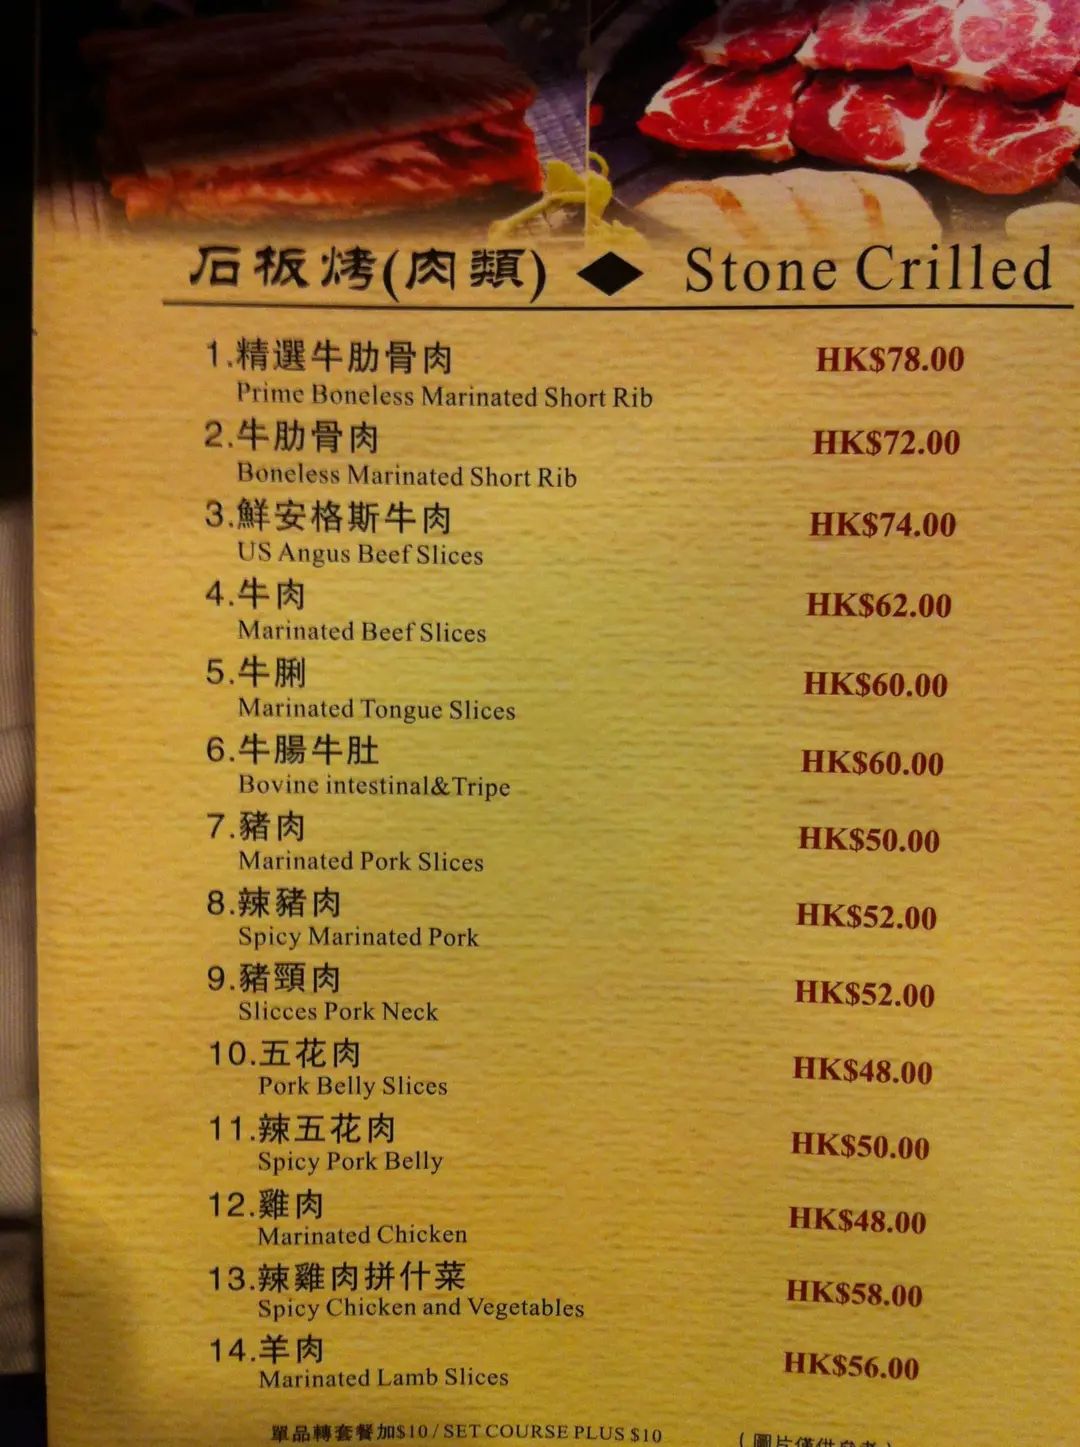 石板烤(肉類) ◆ Stone Crilled
1.精選牛肋骨肉 HK$78.00
Prime Boneless Marinated Short Rib
2.牛肋骨肉 HK$72.00
Boneless Marinated Short Rib
3.鮮安格斯牛肉 HK$74.00
US Angus Beef Slices
4.牛肉 HK$62.00
Marinated Beef Slices
5.牛脷 HK$60.00
Marinated Tongue Slices
6.牛腸牛肚 HK$60.00
Bovine intestinal&Tripe
7.豬肉 HK$50.00
Marinated Pork Slices
8.辣豬肉 HK$52.00
Spicy Marinated Pork
9.豬頸肉 HK$52.00
Slicces Pork Neck
10.五花肉 HK$48.00
Pork Belly Slices
11.辣五花肉 HK$50.00
Spicy Pork Belly
12.雞肉 HK$48.00
Marinated Chicken
13.辣雞肉拼什菜 HK$58.00
Spicy Chicken and Vegetables
14.羊肉 HK$56.00
Marinated Lamb Slices
單品轉套餐加$10 / SET COURSE PLUS $10
(圖片僅供參考)